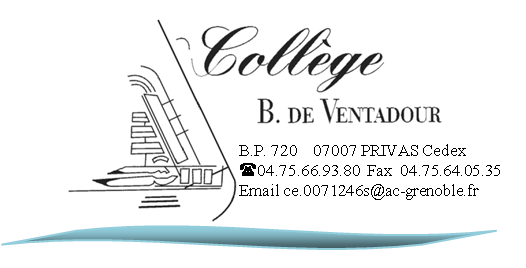 Collège
B. DE VENTADOUR
B.P. 720 07007 PRIVAS Cedex
☎04.75.66.93.80 Fax 04.75.64.05.35
Email ce.0071246s@ac-grenoble.fr